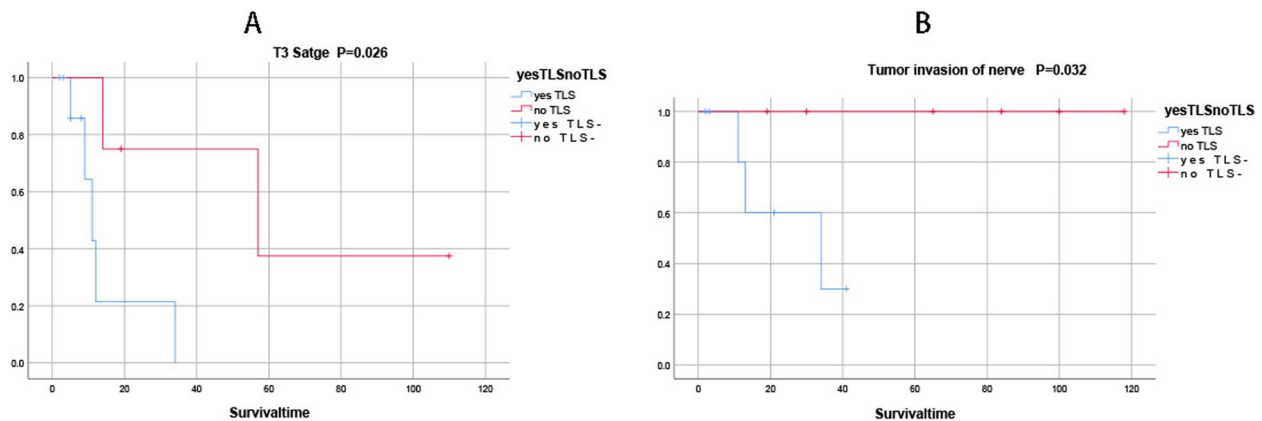 A
T3 Satge P=0.026
yesTLSnoTLS
yes TLS
no TLS
yes TLS-
no TLS-
1.0
0.8
0.6
0.4
0.2
0.0
0 20 40 60 80 100 120
Survivaltime
B
Tumor invasion of nerve P=0.032
yesTLSnoTLS
yes TLS
no TLS
yes TLS-
no TLS-
1.0
0.8
0.6
0.4
0.2
0.0
0 20 40 60 80 100 120
Survivaltime